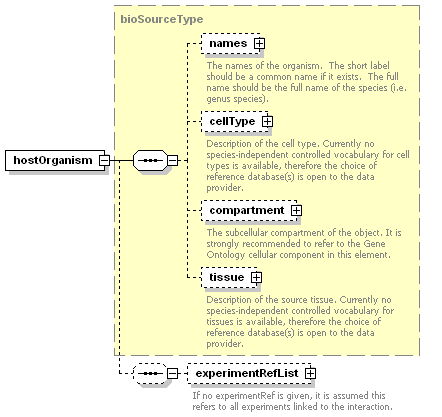 bioSourceType
names
The names of the organism. The short label
should be a common name if it exists. The full
name should be the full name of the species (i.e.
genus species).
cellType
Description of the cell type. Currently no
species-independent controlled vocabulary for cell
types is available, therefore the choice of
reference database(s) is open to the data
provider.
hostOrganism
compartment
The subcellular compartment of the object. It is
strongly recommended to refer to the Gene
Ontology cellular component in this element.
tissue
Description of the source tissue. Currently no
species-independent controlled vocabulary for
tissues is available, therefore the choice of
reference database(s) is open to the data
provider.
experimentRefList
If no experimentRef is given, it is assumed this
refers to all experiments linked to the interaction.